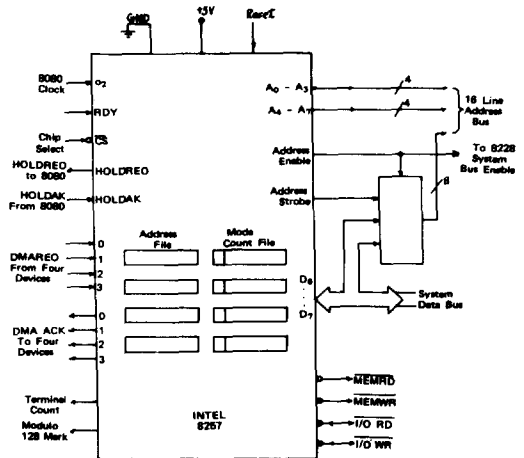 GND
+5V
Reset
8080
Clock
φ2
RDY
Chip
Select
CS
HOLDREQ
to 8080
HOLDREQ
HOLDAK
From 8080
HOLDAK
DMAREQ
From Four
Devices
0
1
2
3
DMA ACK
To Four
Devices
0
1
2
3
Terminal
Count
Modulo
128 Mark
Address
File
Mode
Count File
INTEL
8257
A0 - A3
4
A4 - A7
4
16 Line
Address
Bus
Address
Enable
To 8228
System
Bus Enable
8
Address
Strobe
D0
D7
System
Data Bus
MEMRD
MEMWR
I/O RD
I/O WR